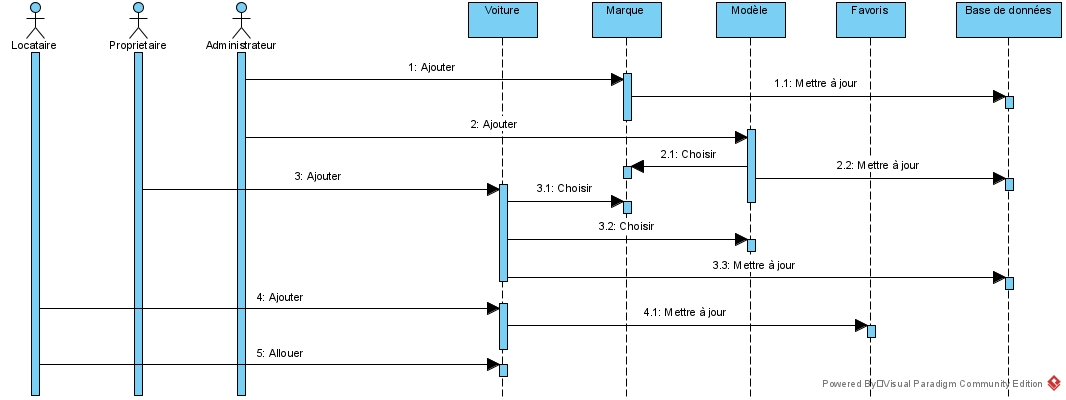 Voiture
Marque
Modèle
Favoris
Base de données
Locataire
Proprietaire
Administrateur
1: Ajouter
1.1: Mettre à jour
2: Ajouter
2.1: Choisir
2.2: Mettre à jour
3: Ajouter
3.1: Choisir
3.2: Choisir
3.3: Mettre à jour
4: Ajouter
4.1: Mettre à jour
5: Allouer
Powered By Visual Paradigm Community Edition